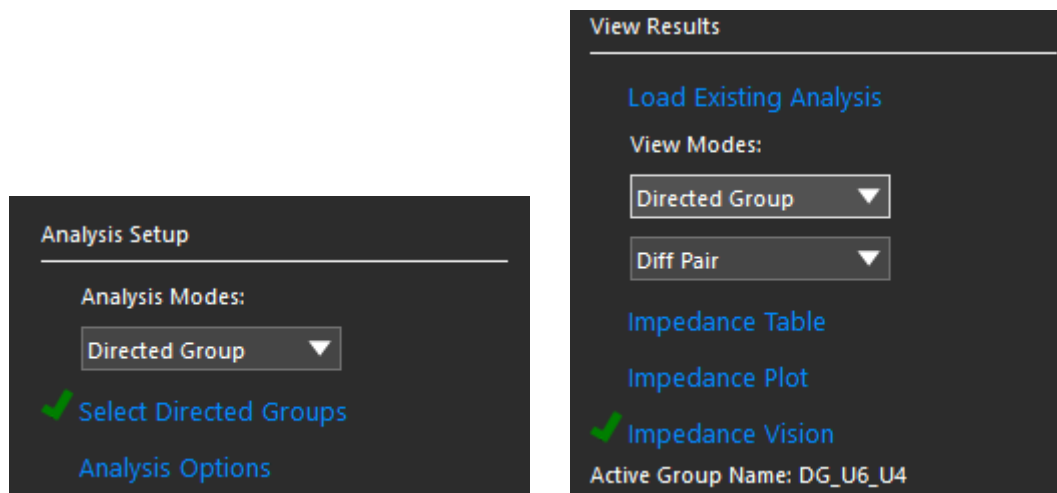 Analysis Setup
Analysis Modes:
Directed Group
Select Directed Groups
Analysis Options
View Results
Load Existing Analysis
View Modes:
Directed Group
Diff Pair
Impedance Table
Impedance Plot
Impedance Vision
Active Group Name: DG_U6_U4